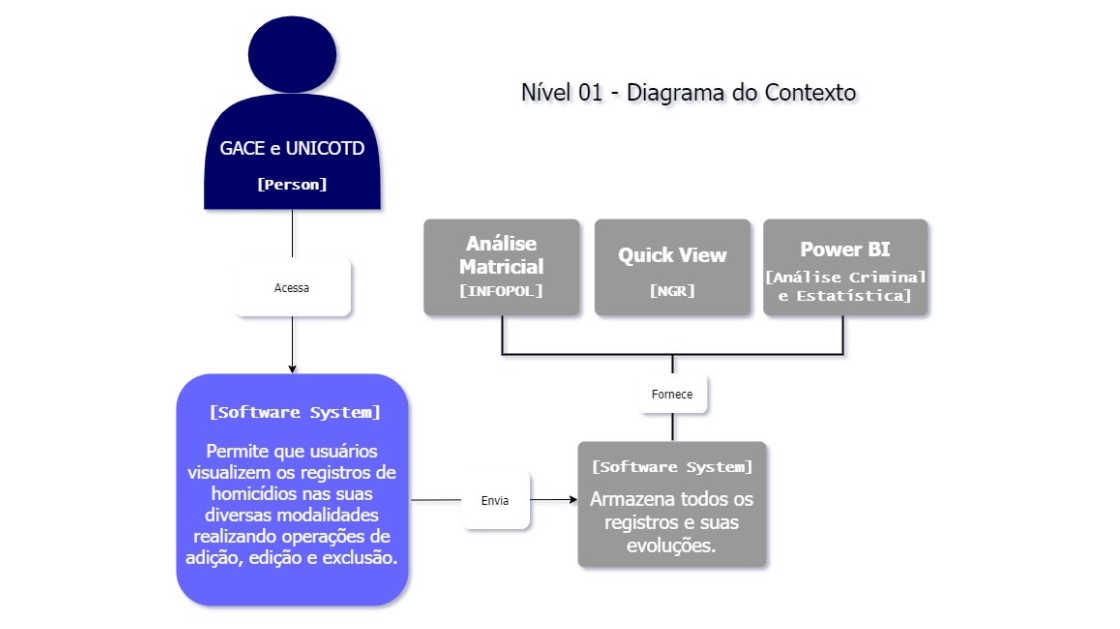 Nível 01 - Diagrama do Contexto
GACE e UNICOTD
[Person]
Acessa
Análise
Matricial
[INFOPOL]
Quick View
[NGR]
Power BI
[Análise Criminal
e Estatística]
Fornece
[Software System]
Permite que usuários
visualizem os registros de
homicídios nas suas
diversas modalidades
realizando operações de
adição, edição e exclusão.
Envia
[Software System]
Armazena todos os
registros e suas
evoluções.